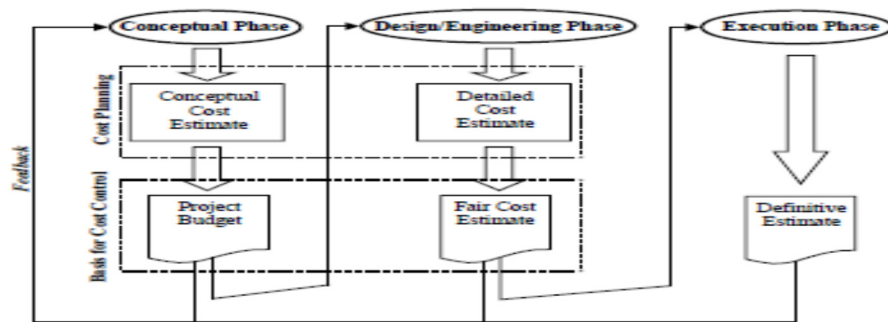 Conceptual Phase
Design/Engineering Phase
Execution Phase
Cost Planning
Conceptual
Cost
Estimate
Detailed
Cost
Estimate
Feedback
Basis for Cost Control
Project
Budget
Fair Cost
Estimate
Definitive
Estimate